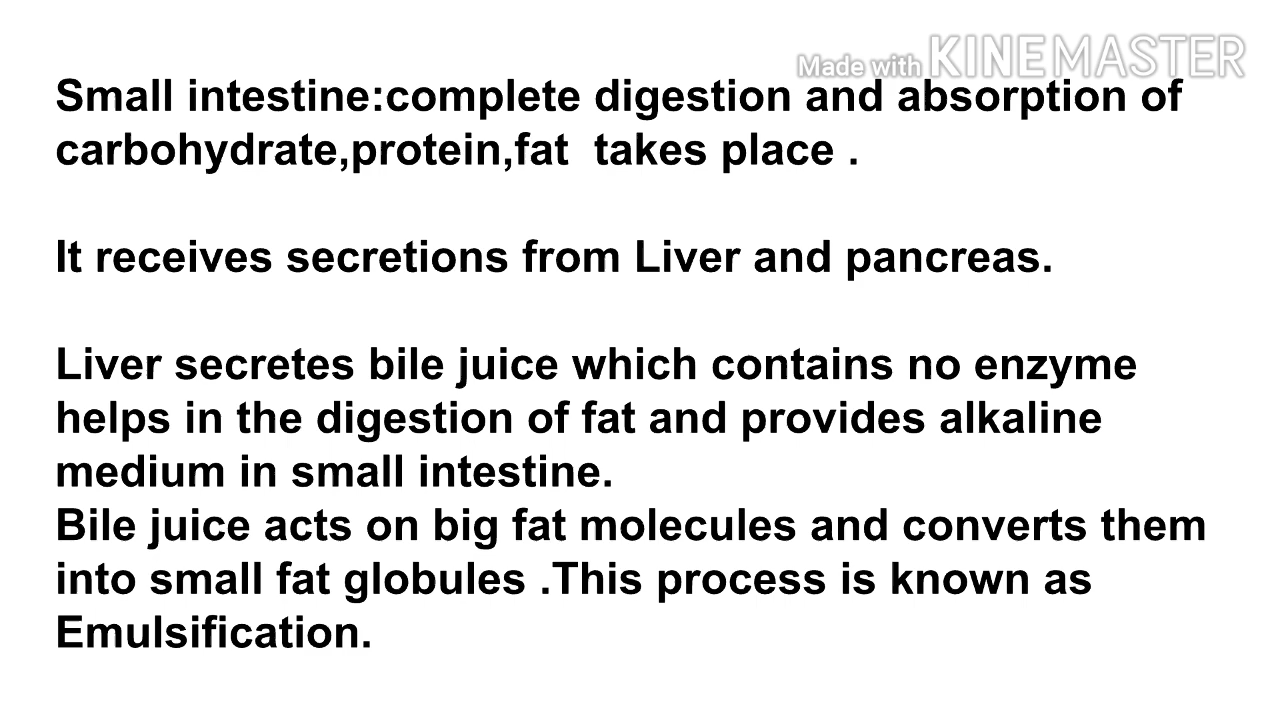 Made with KINEMASTER
Small intestine:complete digestion and absorption of
carbohydrate,protein,fat  takes place .
It receives secretions from Liver and pancreas.
Liver secretes bile juice which contains no enzyme
helps in the digestion of fat and provides alkaline
medium in small intestine.
Bile juice acts on big fat molecules and converts them
into small fat globules .This process is known as
Emulsification.